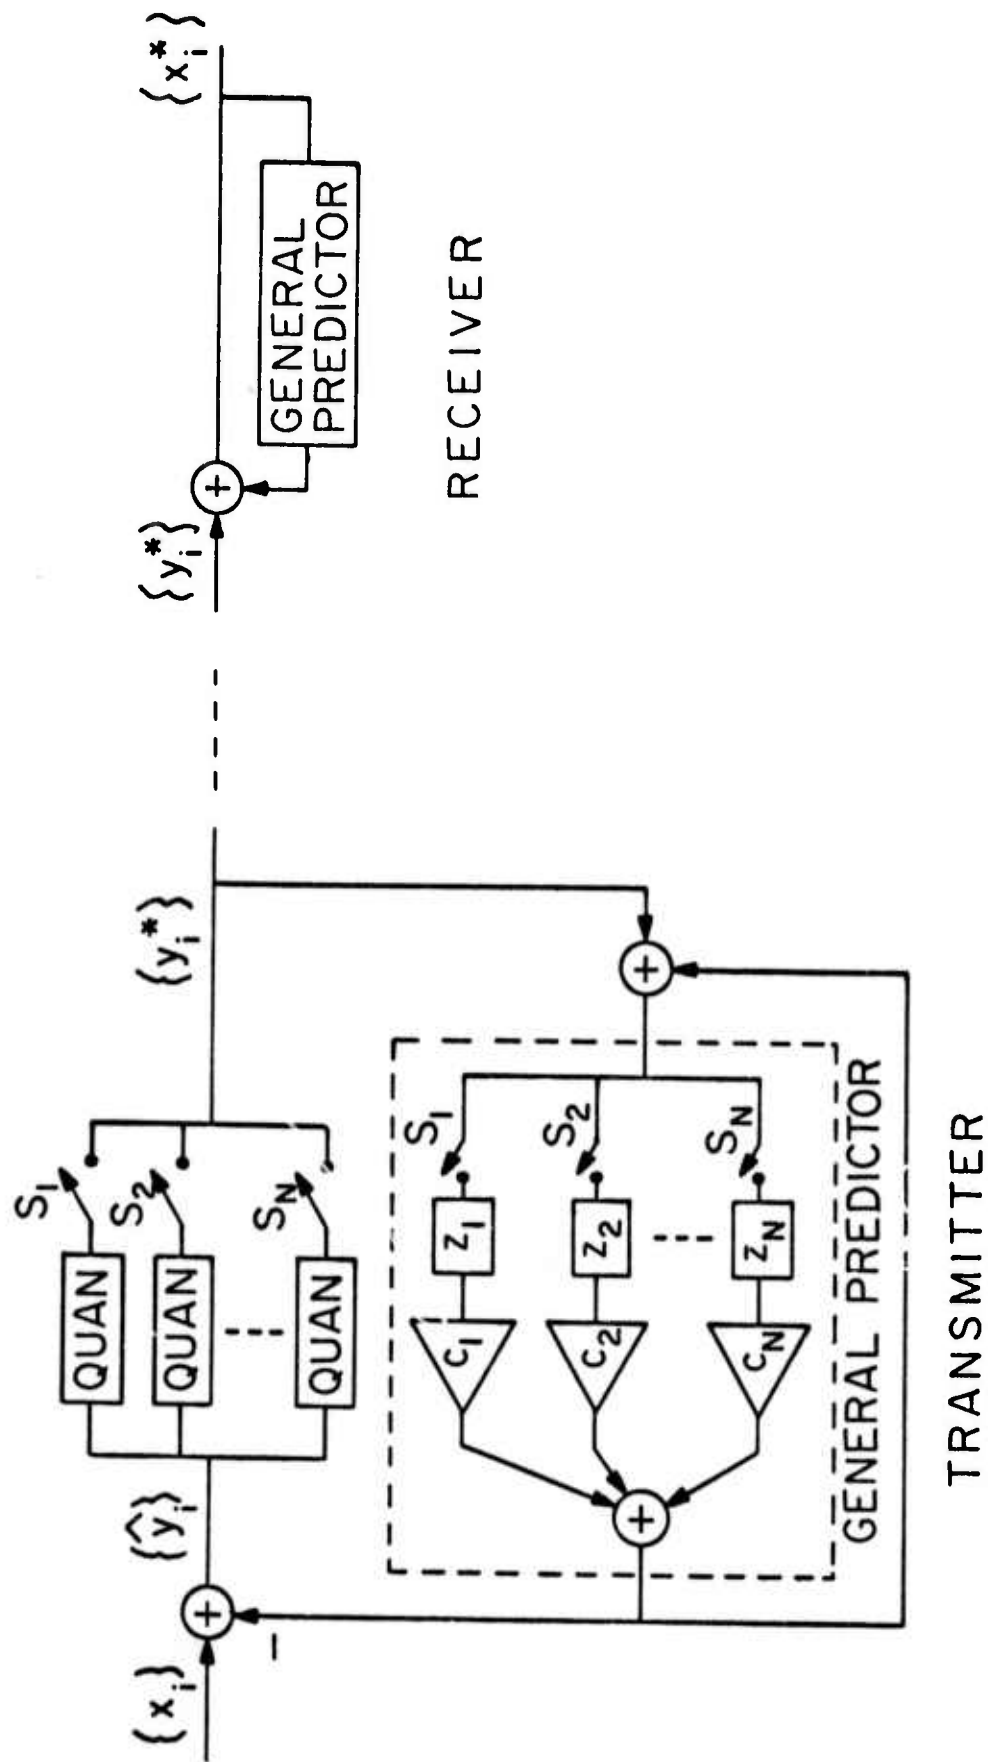 {x_i}
−
+
{ŷ_i}
QUAN
QUAN
QUAN
S_1
S_2
S_N
{y_i^*}
+
S_1
S_2
S_N
z_1
z_2
z_N
c_1
c_2
c_N
+
GENERAL PREDICTOR
TRANSMITTER
{y_i^*}
+
GENERAL
PREDICTOR
{x_i^*}
RECEIVER